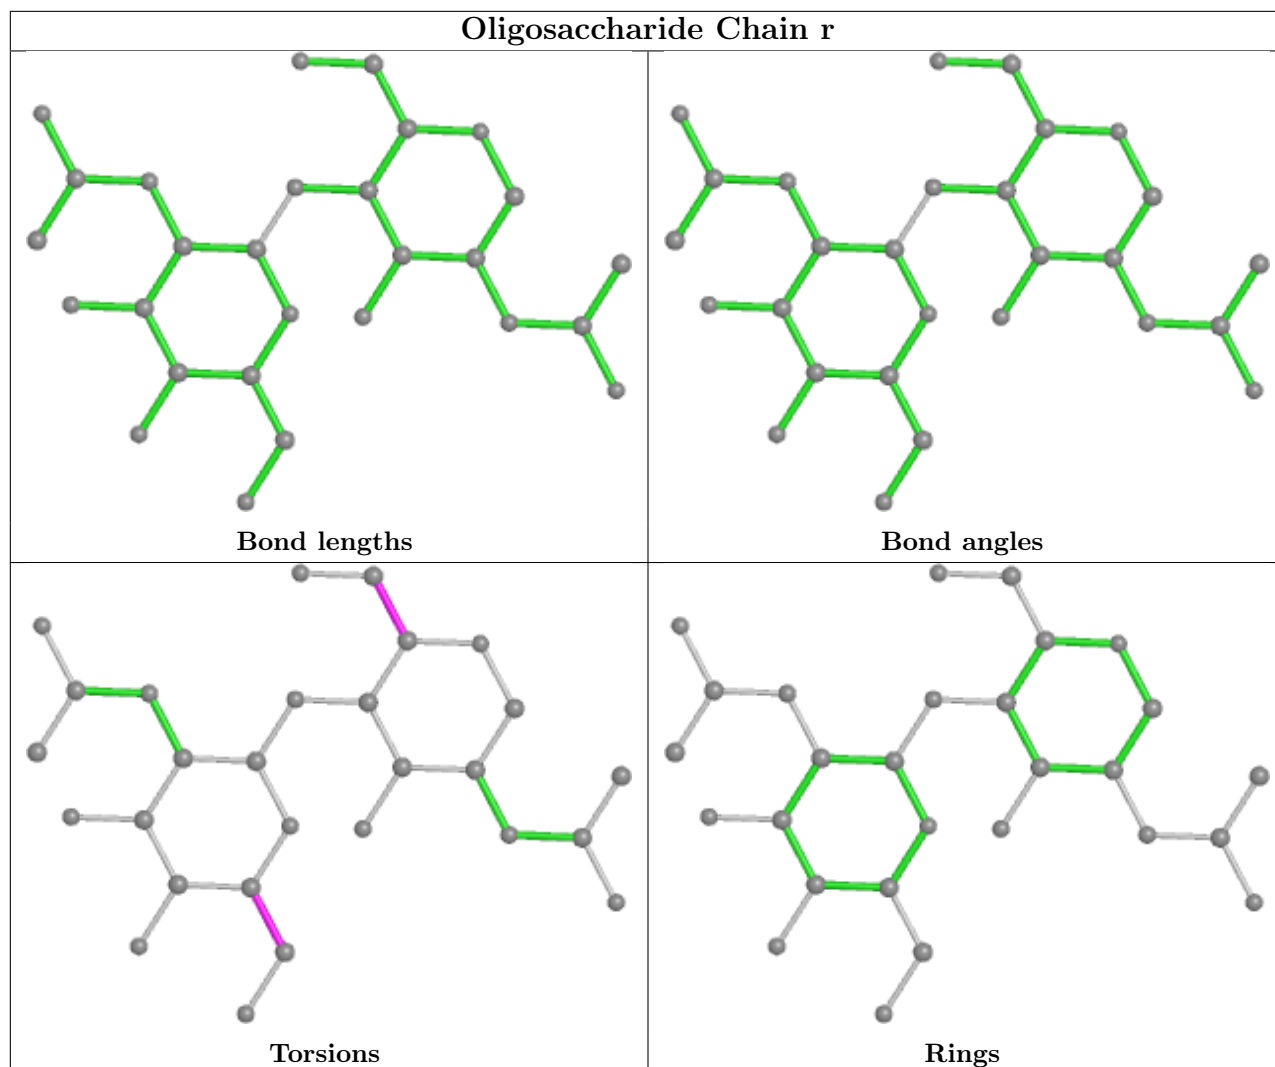 Oligosaccharide Chain r
Bond lengths
Bond angles
Torsions
Rings